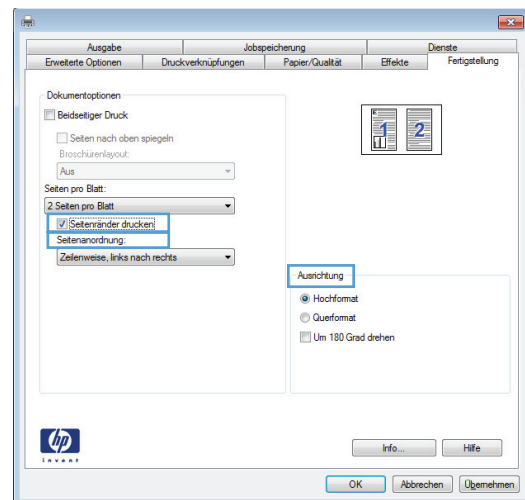 Ausgabe
Jobspeicherung
Dienste
Erweiterte Optionen
Druckverknüpfungen
Papier/Qualität
Effekte
Fertigstellung
Dokumentoptionen
Beidseitiger Druck
Seiten nach oben spiegeln
Broschürenlayout:
Aus
Seiten pro Blatt:
2 Seiten pro Blatt
Seitenränder drucken
Seitenanordnung:
Zeilenweise, links nach rechts
1 2
Ausrichtung
Hochformat
Querformat
Um 180 Grad drehen
hp
invent
Info...
Hilfe
OK
Abbrechen
Übernehmen